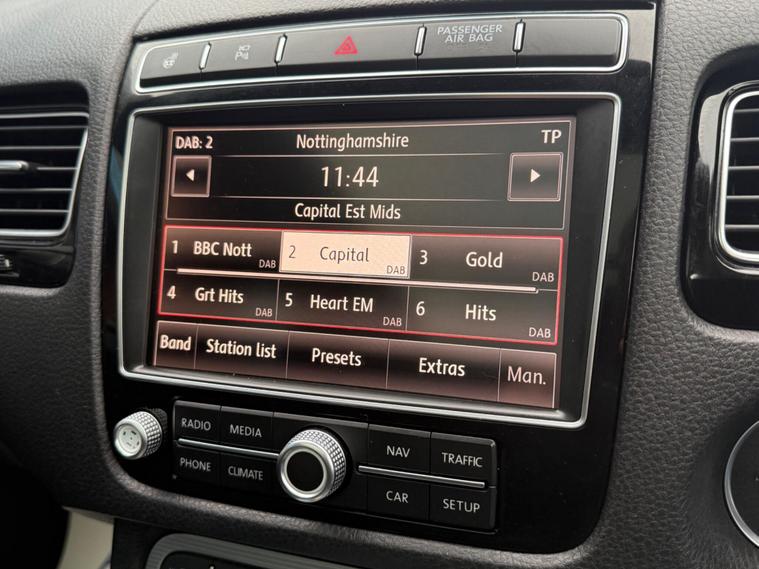 PASSENGER
AIR BAG
DAB: 2 Nottinghamshire TP
11:44
Capital Est Mids
1 BBC Nott DAB 2 Capital DAB 3 Gold DAB
4 Grt Hits DAB 5 Heart EM DAB 6 Hits DAB
Band Station list Presets Extras Man.
RADIO MEDIA NAV TRAFFIC
PHONE CLIMATE CAR SETUP